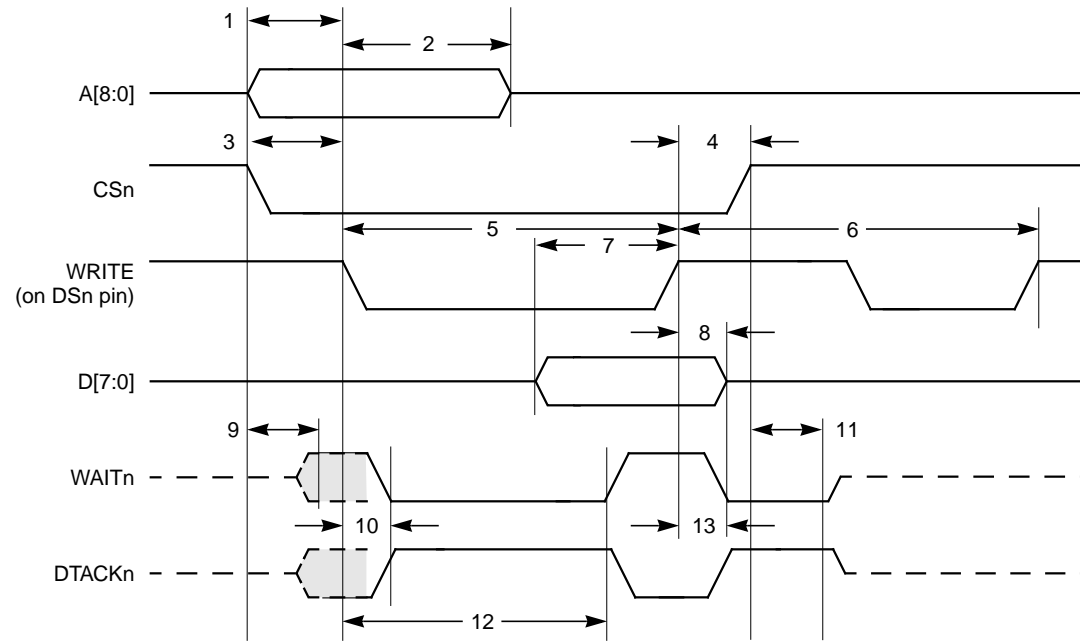 1
2
A[8:0]
3
4
CSn
5
6
7
WRITE
(on DSn pin)
8
D[7:0]
9
11
WAITn
10
13
DTACKn
12